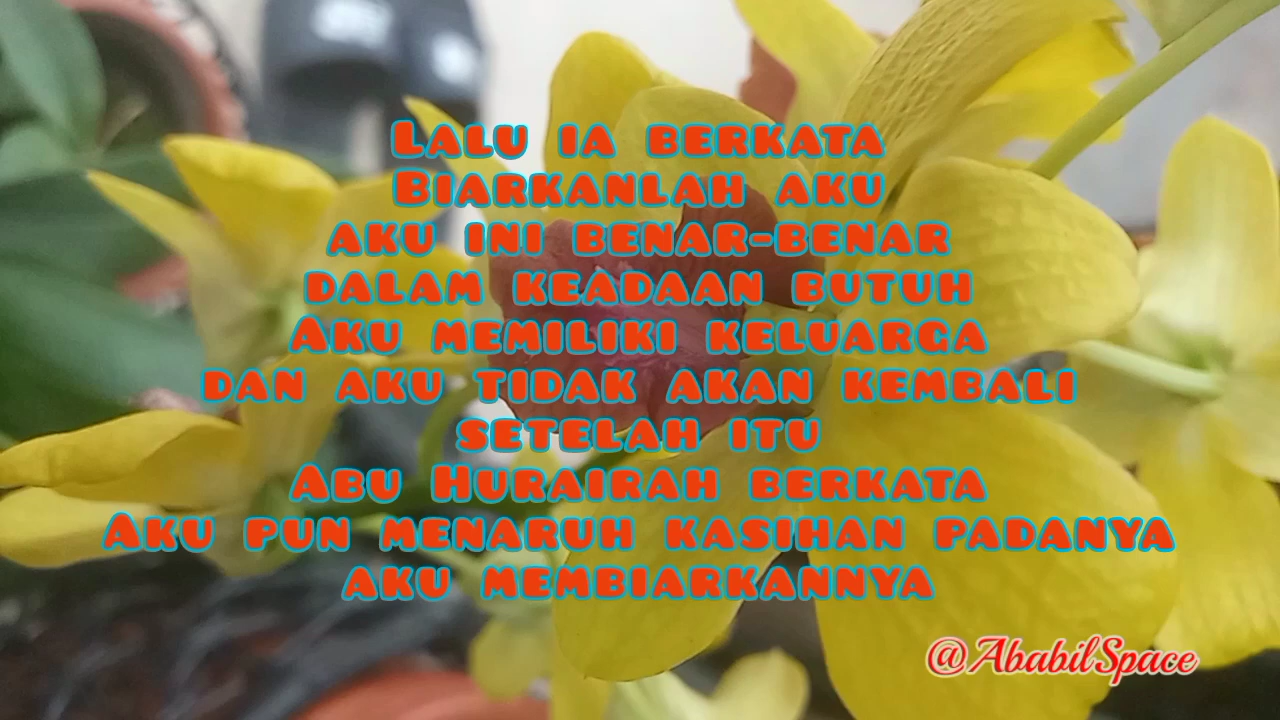 Lalu ia berkata
Biarkanlah aku
aku ini benar-benar
dalam keadaan butuh
Aku memiliki keluarga
dan aku tidak akan kembali
setelah itu
Abu Hurairah berkata
Aku pun menaruh kasihan padanya
aku membiarkannya
@AbabilSpace